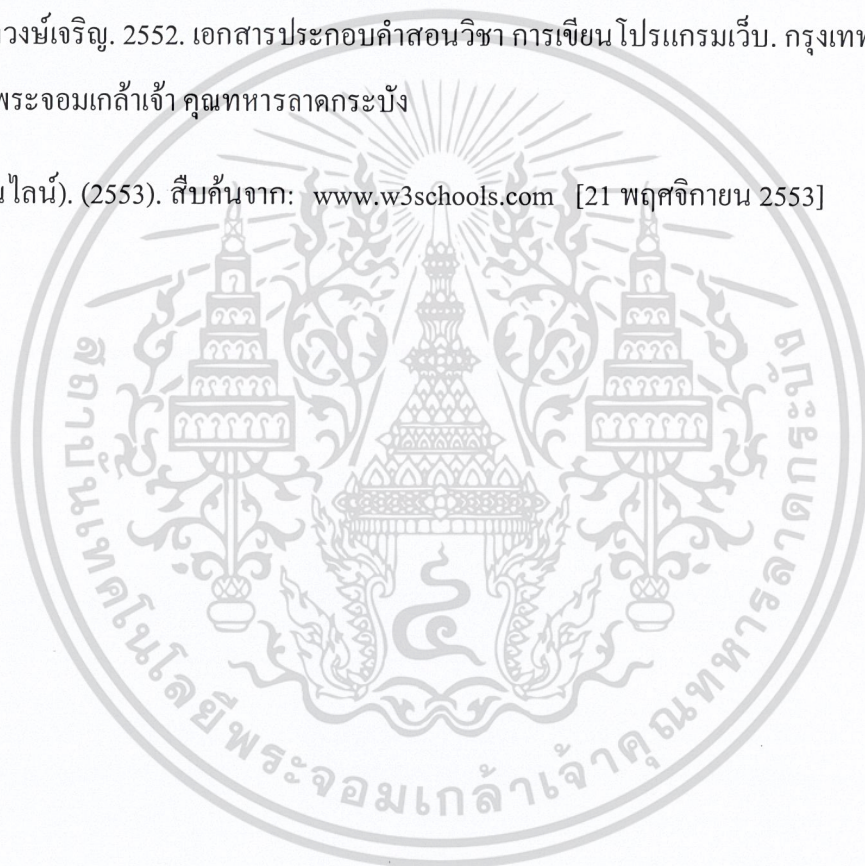 วงษ์เจริญ. 2552. เอกสารประกอบคำสอนวิชา การเขียนโปรแกรมเว็บ. กรุงเทพ
พระจอมเกล้าเจ้า คุณทหารลาดกระบัง
นไลน์). (2553). สืบค้นจาก: www.w3schools.com [21 พฤศจิกายน 2553]
สถาบันเทคโนโลยีพระจอมเกล้าเจ้าคุณทหารลาดกระบัง
๔